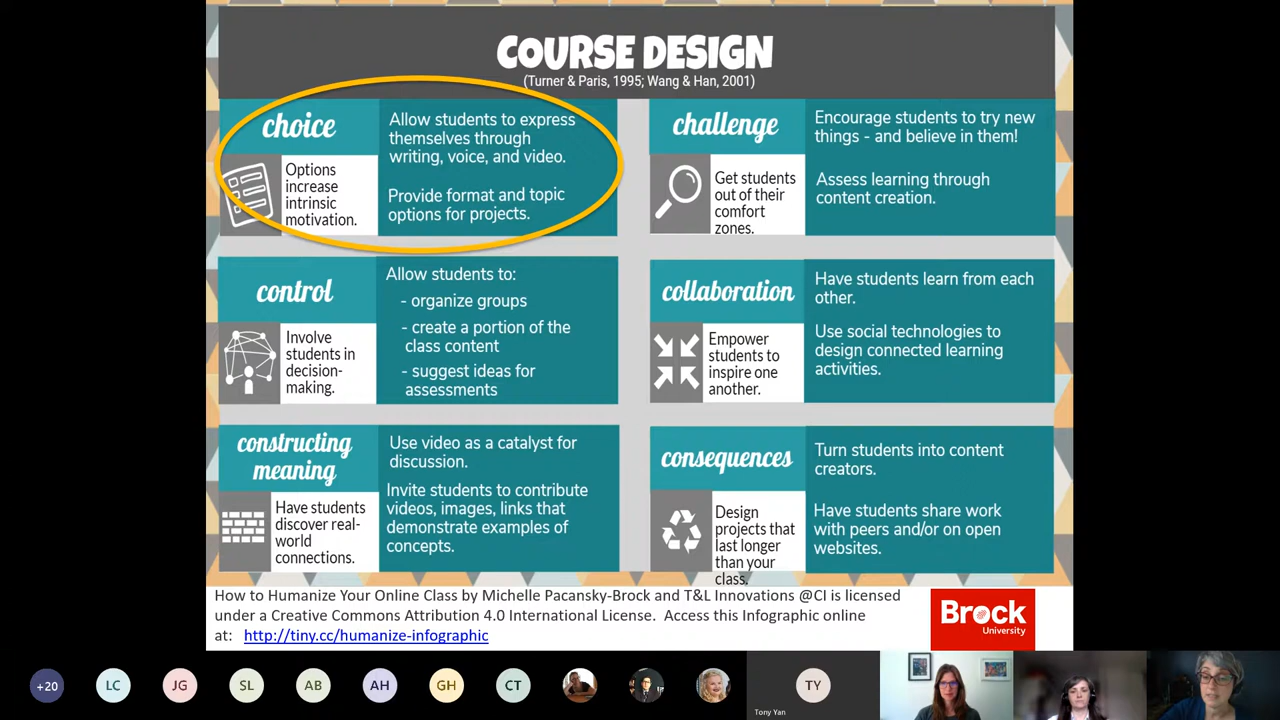 COURSE DESIGN
(Turner & Paris, 1995; Wang & Han, 2001)
choice
Options
increase
intrinsic
motivation.
Allow students to express
themselves through
writing, voice, and video.
Provide format and topic
options for projects.
challenge
Get students
out of their
comfort
zones.
Encourage students to try new
things - and believe in them!
Assess learning through
content creation.
control
Involve
students in
decision-
making.
Allow students to:
- organize groups
- create a portion of the
class content
- suggest ideas for
assessments
collaboration
Empower
students to
inspire one
another.
Have students learn from each
other.
Use social technologies to
design connected learning
activities.
constructing
meaning
Have students
discover real-
world
connections.
Use video as a catalyst for
discussion.
Invite students to contribute
videos, images, links that
demonstrate examples of
concepts.
consequences
Design
projects that
last longer
than your
class.
Turn students into content
creators.
Have students share work
with peers and/or on open
websites.
How to Humanize Your Online Class by Michelle Pacansky-Brock and T&L Innovations @CI is licensed
under a Creative Commons Attribution 4.0 International License. Access this Infographic online
at: http://tiny.cc/humanize-infographic
Brock
University
+20
LC
JG
SL
AB
AH
GH
CT
TY
Tony Yan